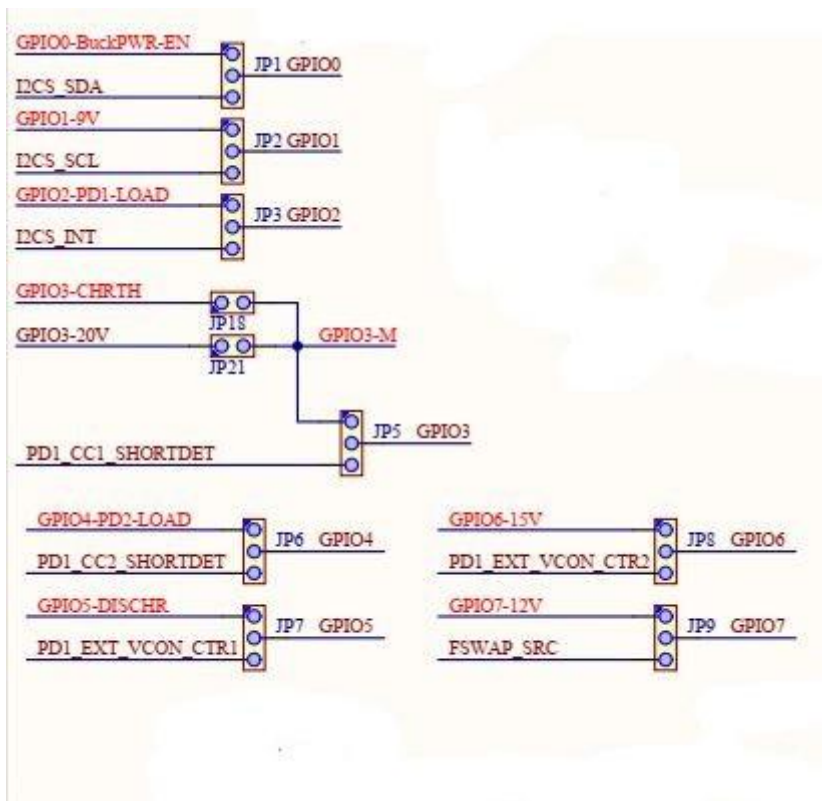 GPIO0-BuckPWR-EN
JP1 GPIO0
I2CS_SDA
GPIO1-9V
JP2 GPIO1
I2CS_SCL
GPIO2-PD1-LOAD
JP3 GPIO2
I2CS_INT
GPIO3-CHRTH
JP18
GPIO3-20V
GPIO3-M
JP21
JP5 GPIO3
PD1_CC1_SHORTDET
GPIO4-PD2-LOAD
JP6 GPIO4
PD1_CC2_SHORTDET
GPIO5-DISCHR
JP7 GPIO5
PD1_EXT_VCON_CTR1
GPIO6-15V
JP8 GPIO6
PD1_EXT_VCON_CTR2
GPIO7-12V
JP9 GPIO7
FSWAP_SRC